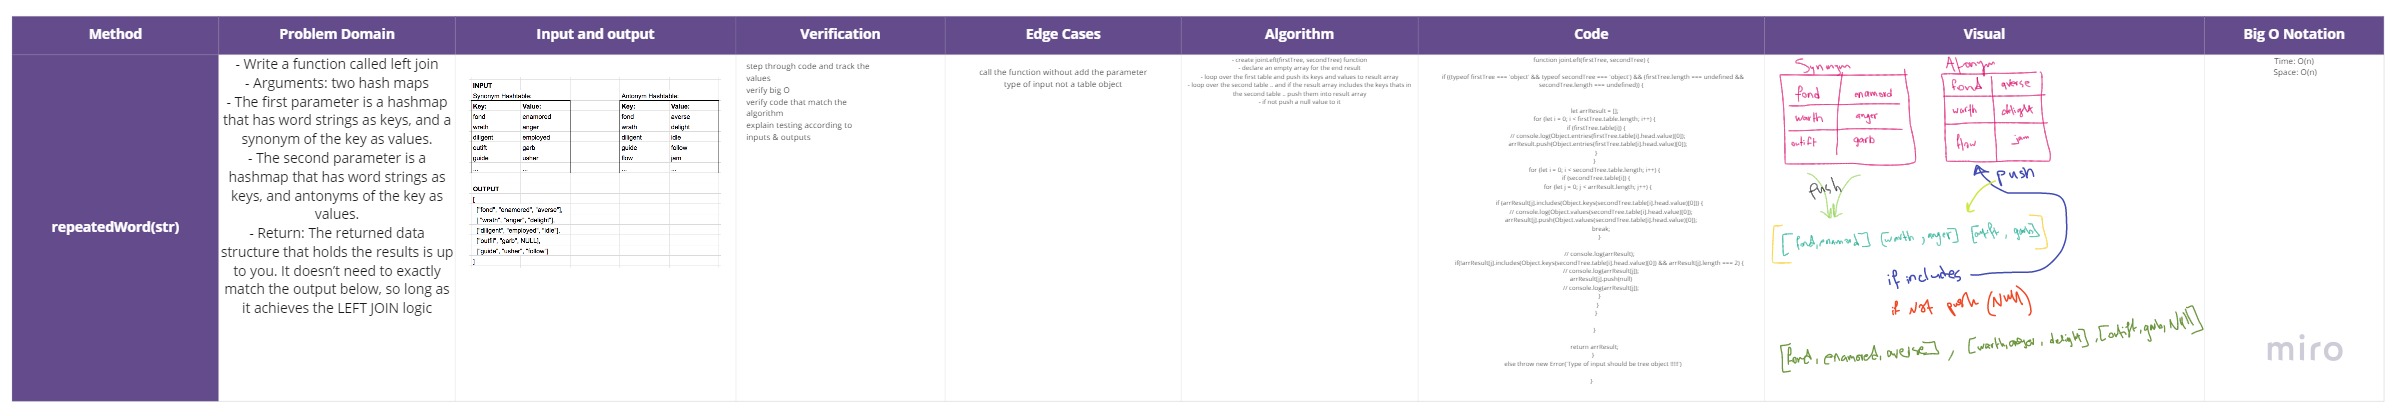 Method
Problem Domain
Input and output
Verification
Edge Cases
Algorithm
Code
Visual
Big O Notation
repeatedWord(str)
- Write a function called left join
- Arguments: two hash maps
- The first parameter is a hashmap
that has word strings as keys, and a
synonym of the key as values.
- The second parameter is a
hashmap that has word strings as
keys, and antonyms of the key as
values.
- Return: The returned data
structure that holds the results is up
to you. It doesn't need to exactly
match the output below, so long as
it achieves the LEFT JOIN logic
INPUT
Synonym Hashtable: Antonym Hashtable:
Key: Value: Key: Value:
fond enamored fond averse
wrath anger wrath delight
diligent employed diligent idle
outfit garb guide follow
guide usher flow jam
... ... ... ...
OUTPUT
[
["fond", "enamored", "averse"],
["wrath", "anger", "delight"],
["diligent", "employed", "idle"],
["outfit", "garb", NULL],
["guide", "usher", "follow"]
]
step through code and track the
values
verify big O
verify code that match the
algorithm
explain testing according to
inputs & outputs
call the function without add the parameter
type of input not a table object
- declare an empty array for the end result
- loop over the first table and push its keys and values to result array
- loop over the second table .. and if the result array includes the keys thats in
the second table .. push them into result array
- if not push a null value to it
if ((typeof firstTree === 'object' && typeof secondTree === 'object') && (firstTree.length === undefined &&
secondTree.length === undefined)) {
let arrResult = [];
for (let i = 0; i < firstTree.table.length; i++) {
if (firstTree.table[i]) {
// console.log(Object.entries(firstTree.table[i].head.value)[0]);
arrResult.push(Object.entries(firstTree.table[i].head.value)[0]);
}
}
for (let i = 0; i < secondTree.table.length; i++) {
if (secondTree.table[i]) {
for (let j = 0; j < arrResult.length; j++) {
if (arrResult[j].includes(Object.keys(secondTree.table[i].head.value)[0])) {
// console.log(Object.values(secondTree.table[i].head.value)[0]);
arrResult[j].push(Object.values(secondTree.table[i].head.value)[0]);
break;
}
// console.log(arrResult);
if(!arrResult[j].includes(Object.keys(secondTree.table[i].head.value)[0]) && arrResult[j].length === 2) {
// console.log(arrResult[j]);
arrResult[j].push(null)
// console.log(arrResult[j]);
}
}
}
}
return arrResult;
}
else throw new Error('Type of input should be tree object !!!!')
}
Synonym
fond enamord
worth anger
outift garb
fond averse
worth delight
flow jam
push
push
[[fond, enamord] [worth, anger] [outift, garb]]
if includes
if Not push (Null)
[fond, enamored, averse], [worth, anger, delight], [outift, garb, Null]
Time: O(n)
Space: O(n)
miro